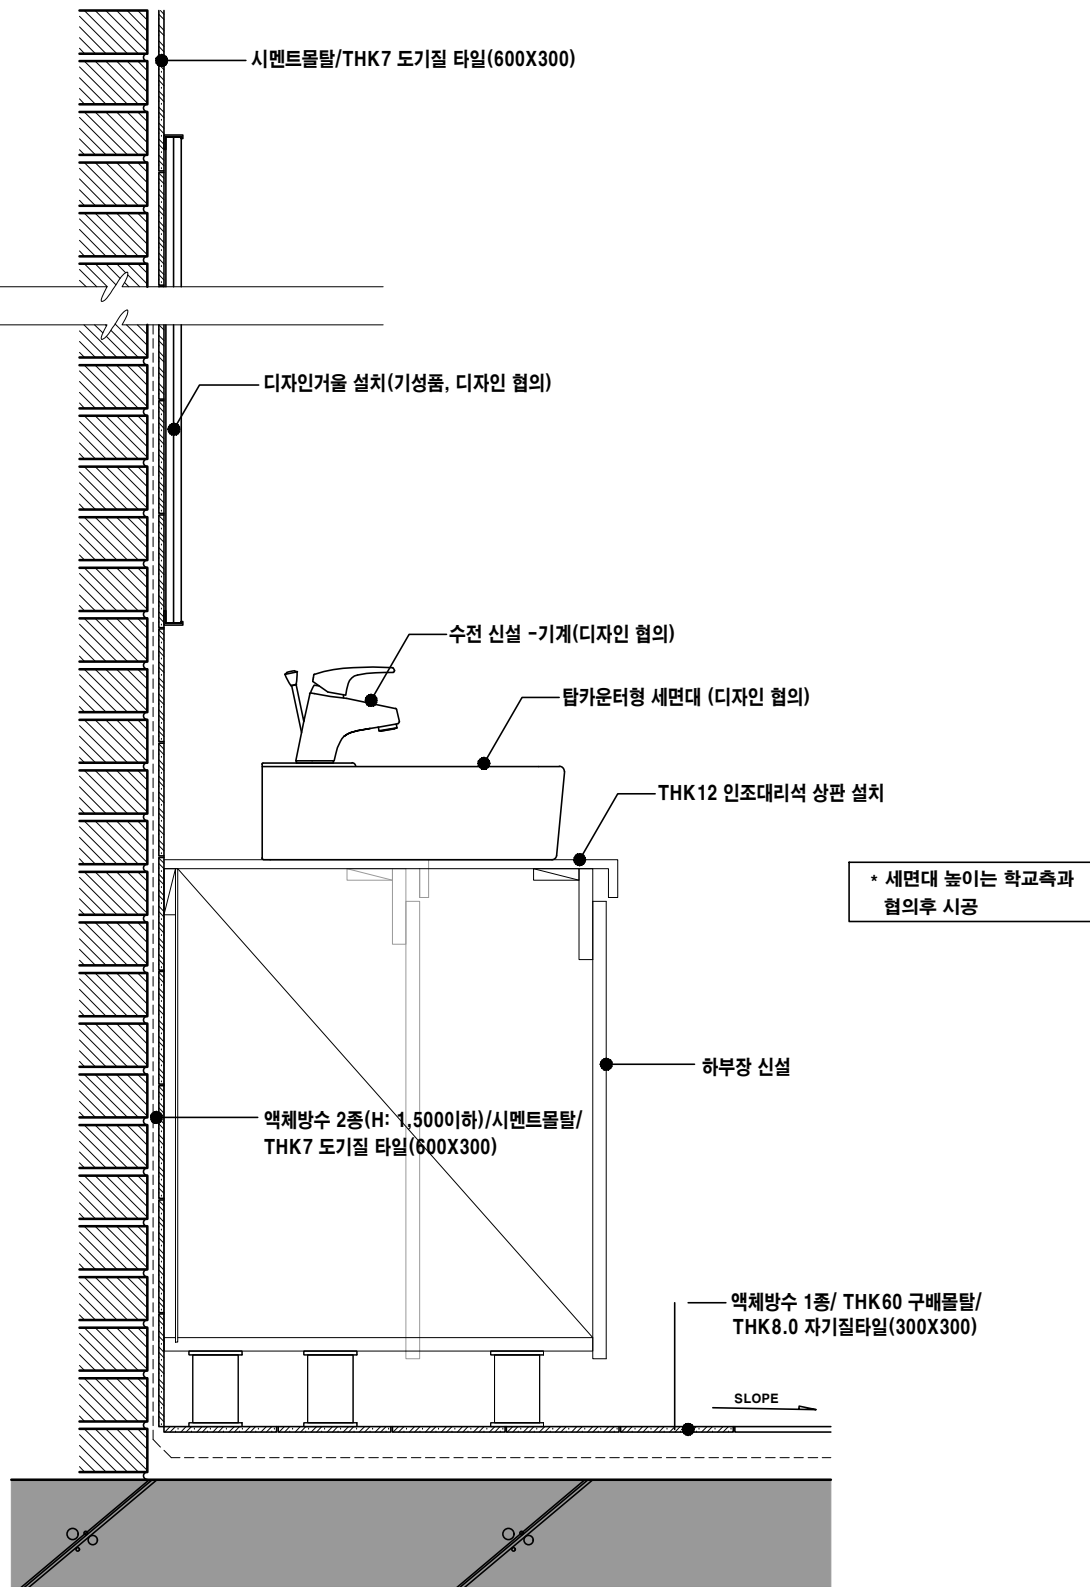 시멘트몰탈/THK7 도기질 타일(600X300)
디자인거울 설치(기성품, 디자인 협의)
수전 신설 -기계(디자인 협의)
탑카운터형 세면대 (디자인 협의)
THK12 인조대리석 상판 설치
* 세면대 높이는 학교측과
협의후 시공
하부장 신설
액체방수 2종(H: 1,5000이하)/시멘트몰탈/
THK7 도기질 타일(600X300)
액체방수 1종/ THK60 구배몰탈/
THK8.0 자기질타일(300X300)
SLOPE